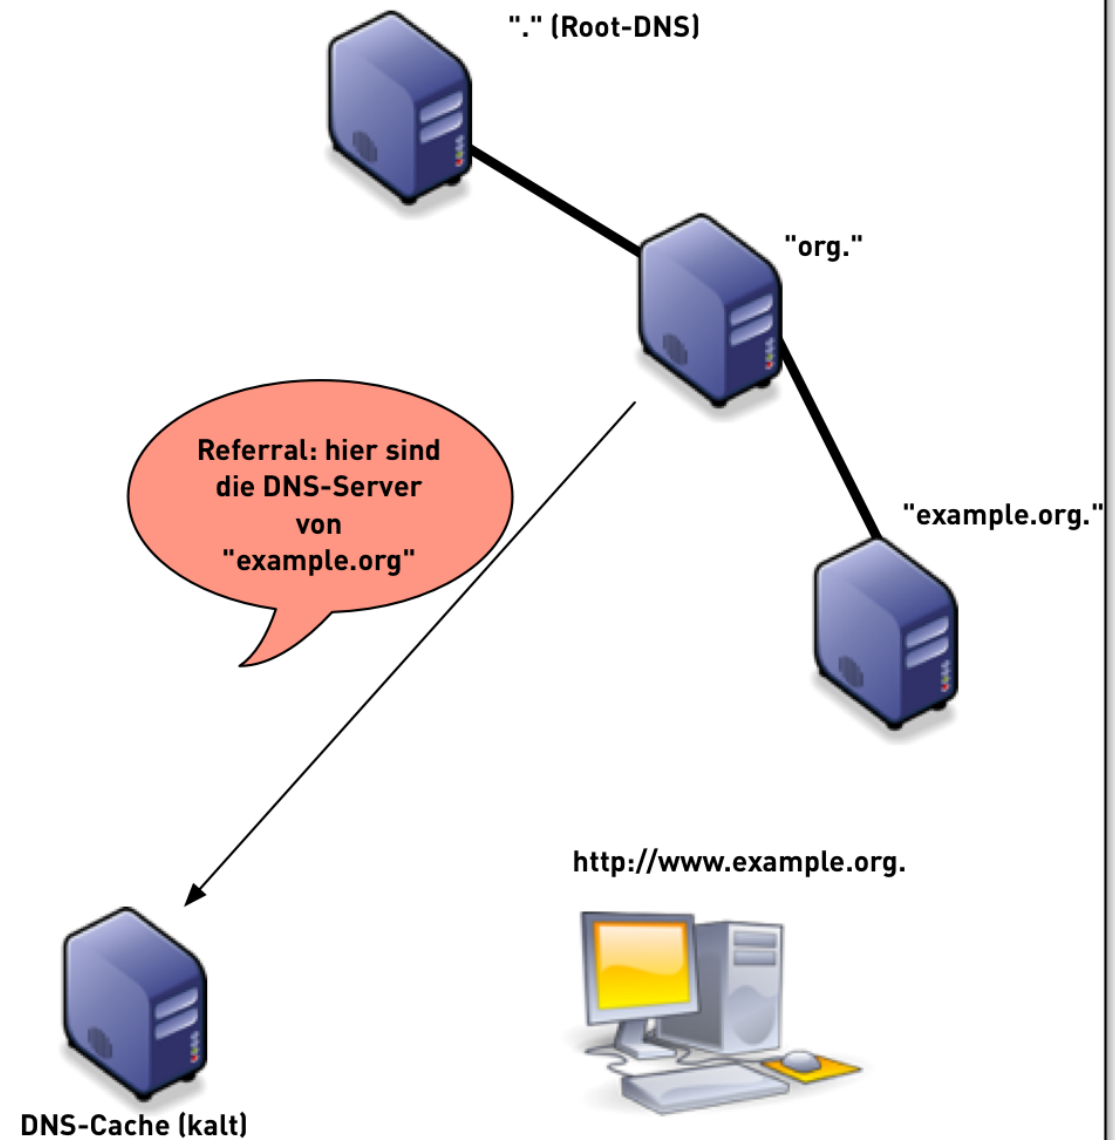 "." (Root-DNS)
"org."
Referral: hier sind
die DNS-Server
von
"example.org"
"example.org."
http://www.example.org.
DNS-Cache (kalt)